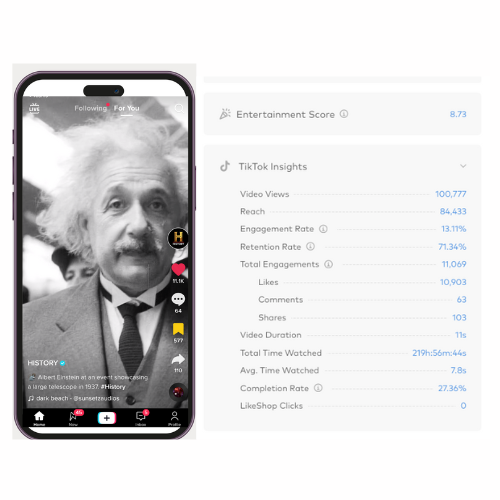 LIVE
Following For You
H
HISTORY
11.1K
64
577
110
HISTORY
Albert Einstein at an event showcasing
a large telescope in 1937. #History
dark beach - @sunsetzaudios
Home
46
Now
5
Inbox
Profile
Entertainment Score
8.73
TikTok Insights
Video Views 100,777
Reach 84,433
Engagement Rate 13.11%
Retention Rate 71.34%
Total Engagements 11,069
Likes 10,903
Comments 63
Shares 103
Video Duration 11s
Total Time Watched 219h:56m:44s
Avg. Time Watched 7.8s
Completion Rate 27.36%
LikeShop Clicks 0